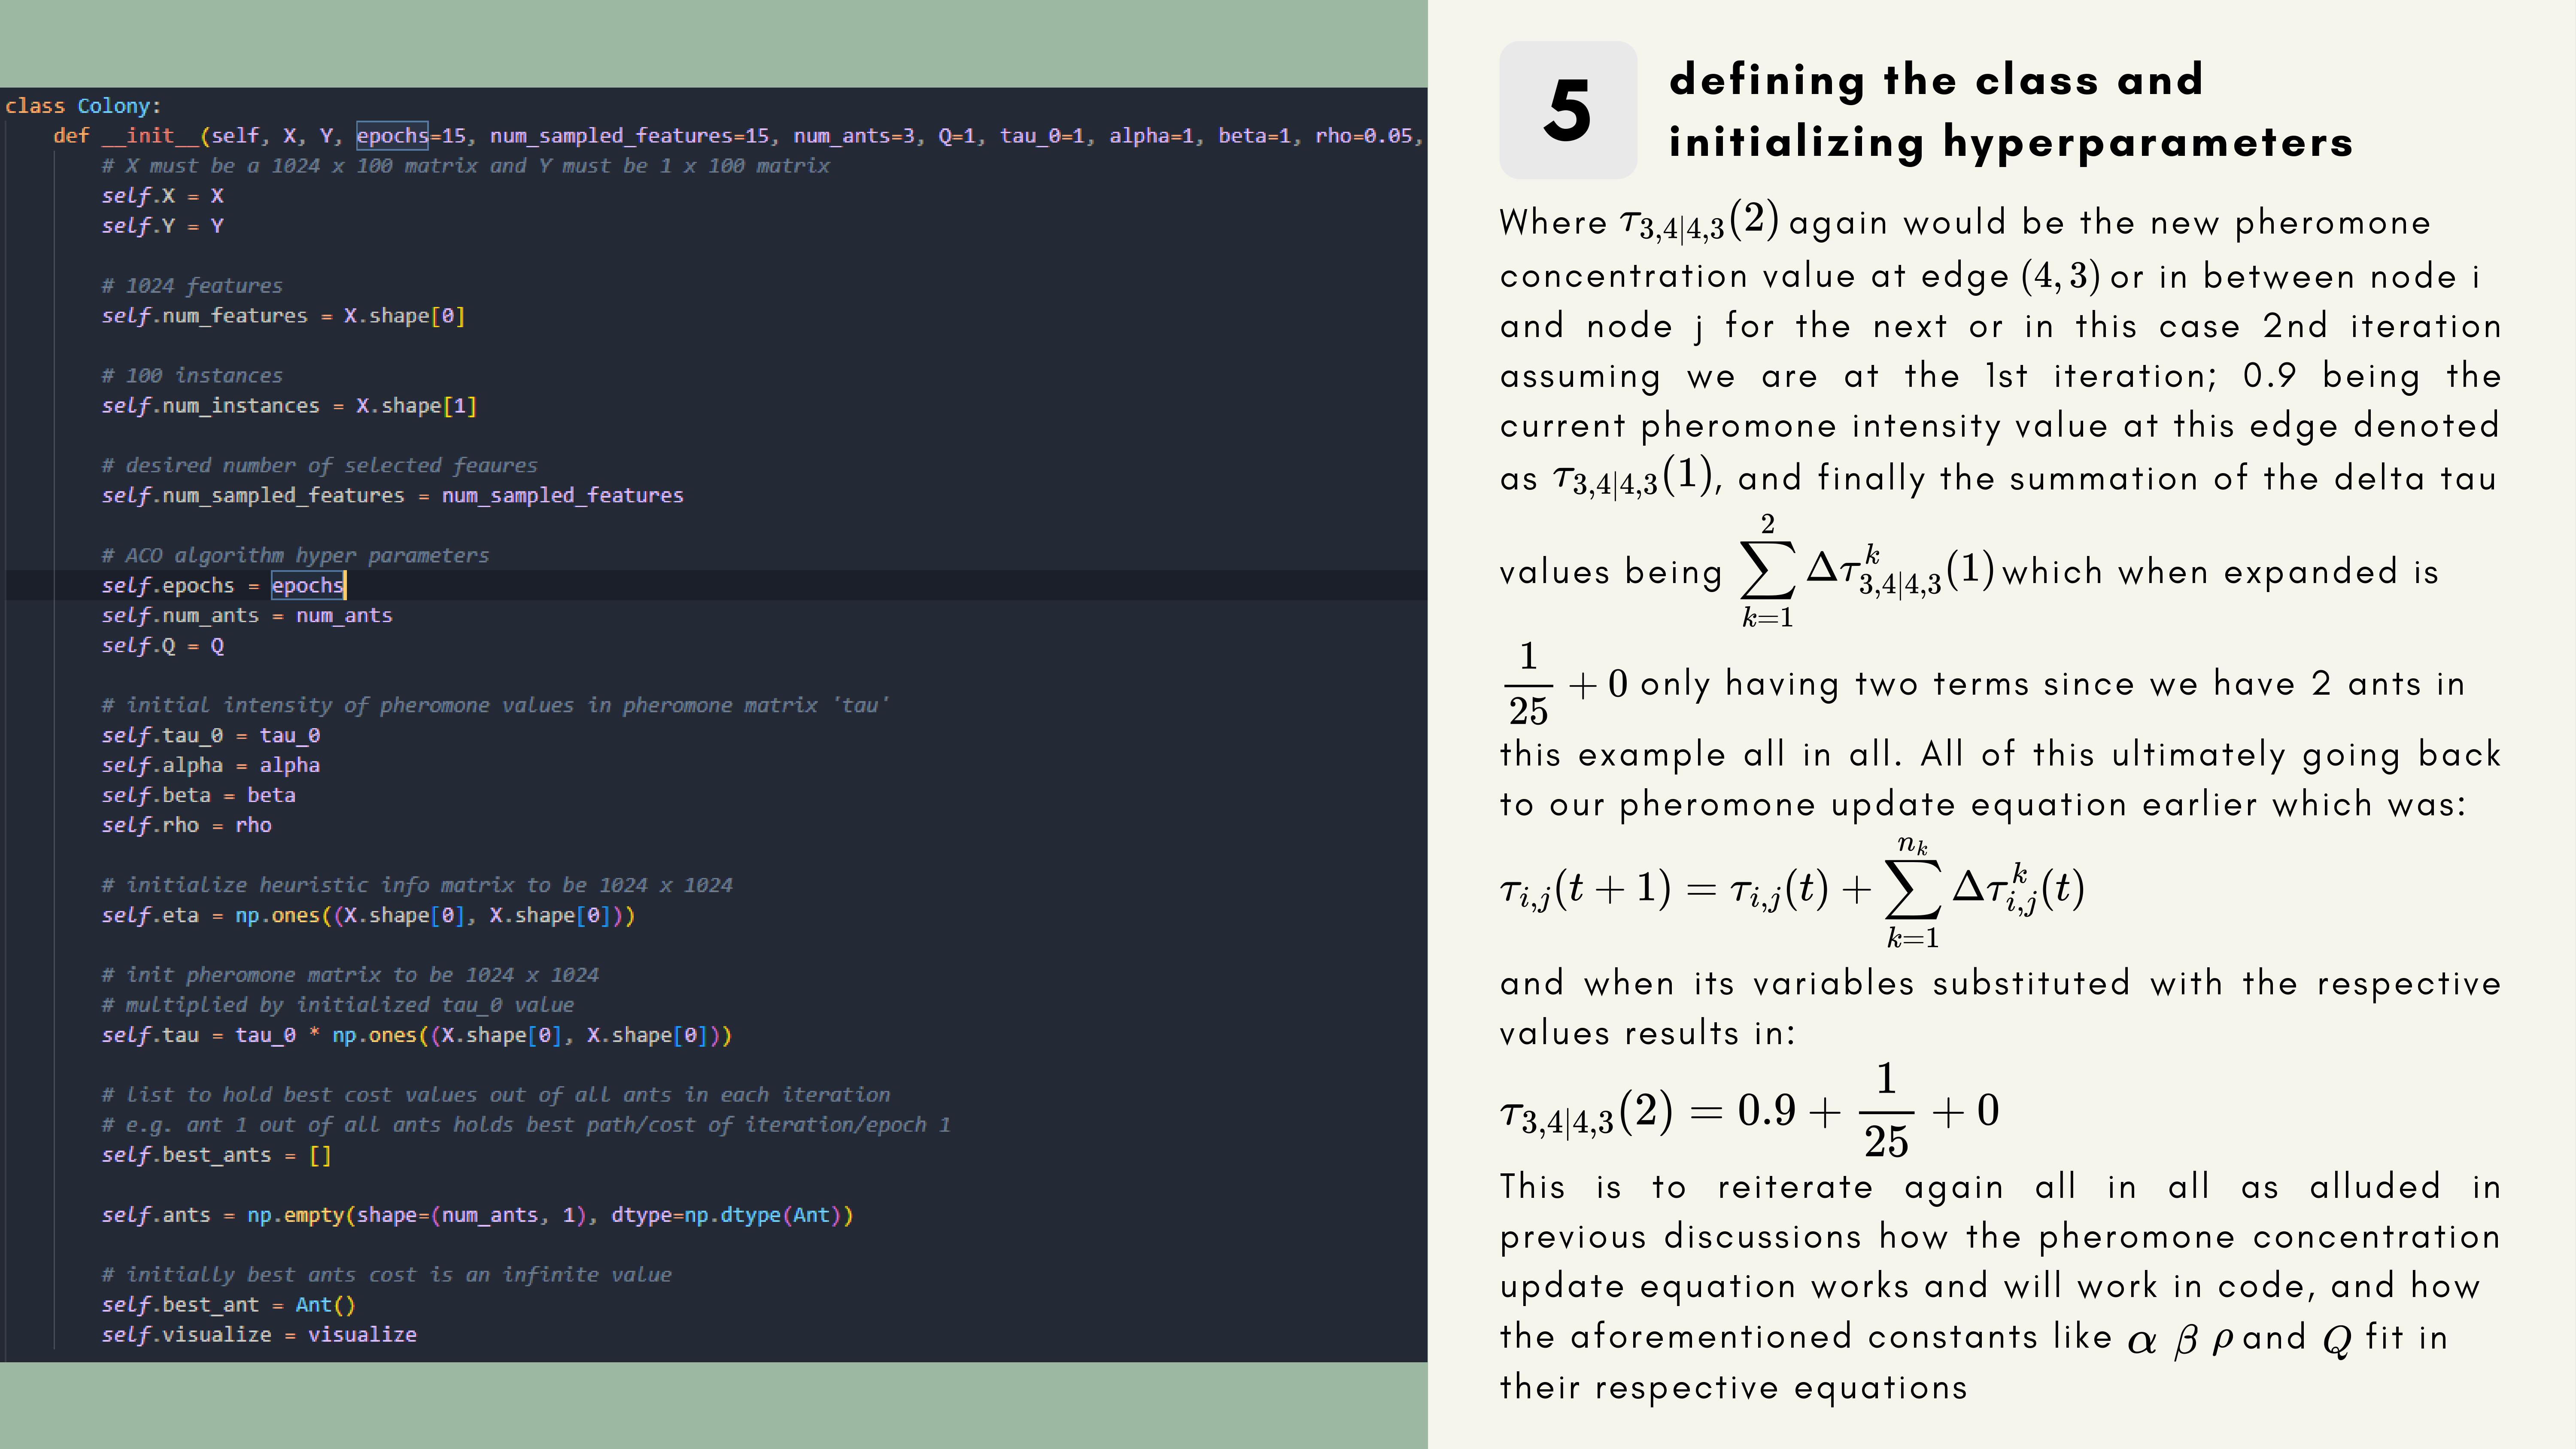 class Colony:
def __init__(self, X, Y, epochs=15, num_sampled_features=15, num_ants=3, Q=1, tau_0=1, alpha=1, beta=1, rho=0.05,
# X must be a 1024 x 100 matrix and Y must be 1 x 100 matrix
self.X = X
self.Y = Y
# 1024 features
self.num_features = X.shape[0]
# 100 instances
self.num_instances = X.shape[1]
# desired number of selected feaures
self.num_sampled_features = num_sampled_features
# ACO algorithm hyper parameters
self.epochs = epochs
self.num_ants = num_ants
self.Q = Q
# initial intensity of pheromone values in pheromone matrix 'tau'
self.tau_0 = tau_0
self.alpha = alpha
self.beta = beta
self.rho = rho
# initialize heuristic info matrix to be 1024 x 1024
self.eta = np.ones((X.shape[0], X.shape[0]))
# init pheromone matrix to be 1024 x 1024
# multiplied by initialized tau_0 value
self.tau = tau_0 * np.ones((X.shape[0], X.shape[0]))
# list to hold best cost values out of all ants in each iteration
# e.g. ant 1 out of all ants holds best path/cost of iteration/epoch 1
self.best_ants = []
self.ants = np.empty(shape=(num_ants, 1), dtype=np.dtype(Ant))
# initially best ants cost is an infinite value
self.best_ant = Ant()
self.visualize = visualize
5
defining the class and
initializing hyperparameters
Where τ_{3,4|4,3}(2) again would be the new pheromone
concentration value at edge (4, 3) or in between node i
and node j for the next or in this case 2nd iteration
assuming we are at the 1st iteration; 0.9 being the
current pheromone intensity value at this edge denoted
as τ_{3,4|4,3}(1), and finally the summation of the delta tau
values being \sum_{k=1}^{2} Δτ^k_{3,4|4,3}(1) which when expanded is
\frac{1}{25} + 0 only having two terms since we have 2 ants in
this example all in all. All of this ultimately going back
to our pheromone update equation earlier which was:
τ_{i,j}(t + 1) = τ_{i,j}(t) + \sum_{k=1}^{n_k} Δτ^k_{i,j}(t)
and when its variables substituted with the respective
values results in:
τ_{3,4|4,3}(2) = 0.9 + \frac{1}{25} + 0
This is to reiterate again all in all as alluded in
previous discussions how the pheromone concentration
update equation works and will work in code, and how
the aforementioned constants like α β ρ and Q fit in
their respective equations